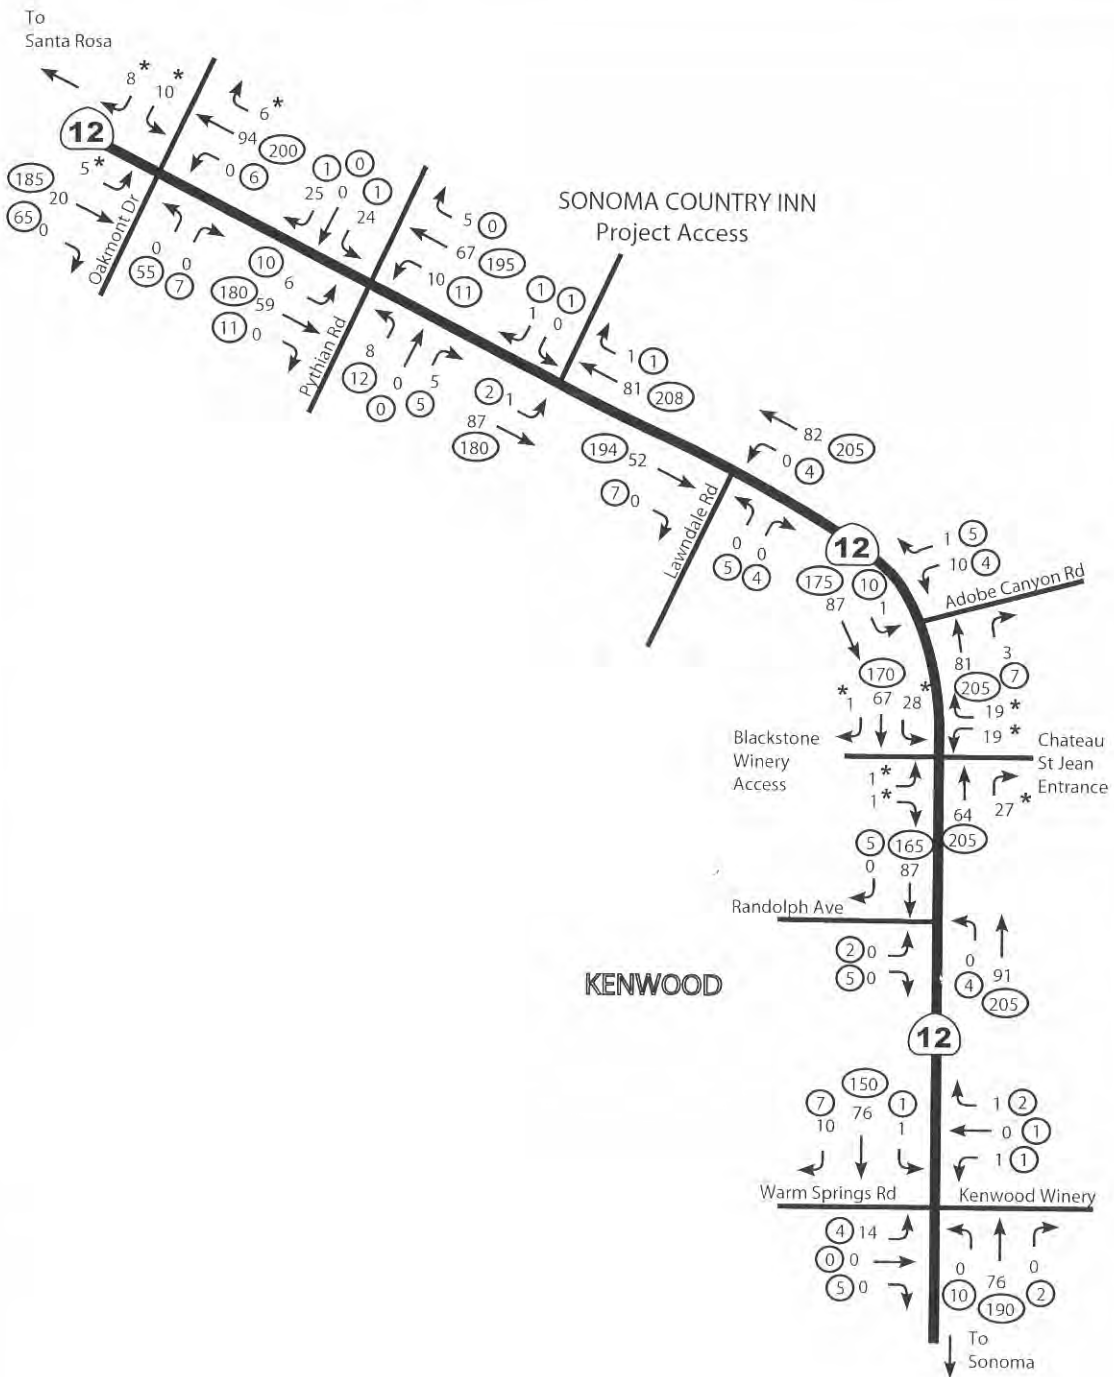 To
Santa Rosa
8* 10*
6*
12
94 200
0 6
5*
185
20
65 0
Oakmont Dr
0 0
55 7
1 0 1
25 0
24
5 0
67 195
10 11
10 6
180 59
11 0
Pythian Rd
8
12 0 5
0 5
SONOMA COUNTRY INN
Project Access
1 1
1 0
1 1
81 208
2 1
87
180
82 205
0 4
194 52
7 0
Lawndale Rd
0 0
5 4
12
1 5
10 4
Adobe Canyon Rd
175 10
87 1
81 3
205 7
170
*1 67 28*
19*
19*
Blackstone
Winery
Access
Chateau
St Jean
Entrance
1*
1*
64 27*
5 165 205
0 87
Randolph Ave
2 0
5 0
0 91
4 205
KENWOOD
12
150
7 76 1
10 1
1 2
0 1
1 1
Warm Springs Rd
Kenwood Winery
4 14
0 0
5 0
0 76 0
10 190 2
To
Sonoma